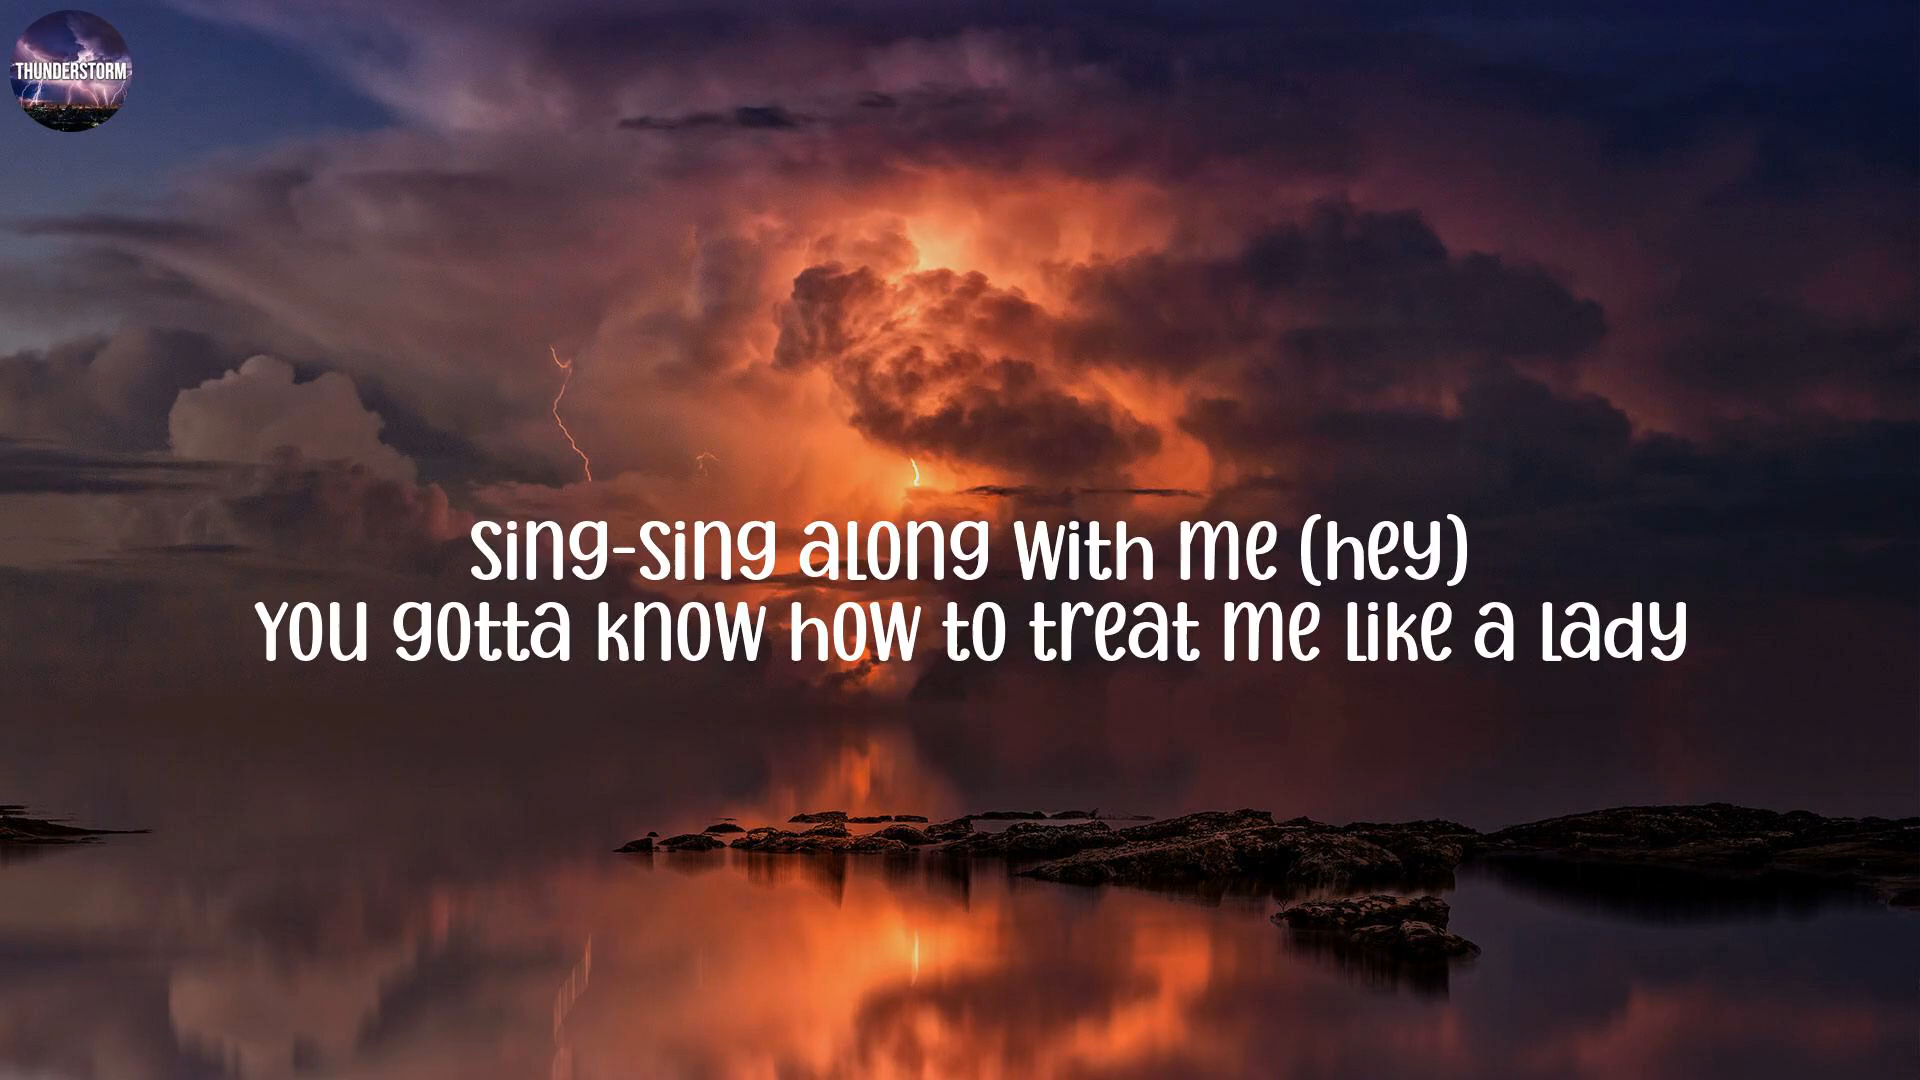 THUNDERSTORM
Sing-sing along with me (hey)
You gotta know how to treat me like a lady